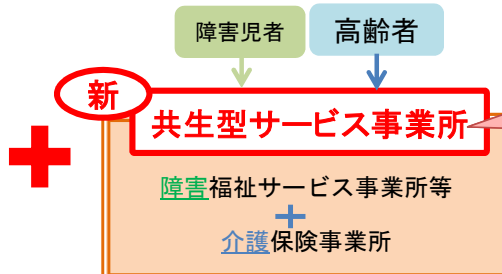 障害児者
高齢者
新
共生型サービス事業所
障害福祉サービス事業所等
+
介護保険事業所